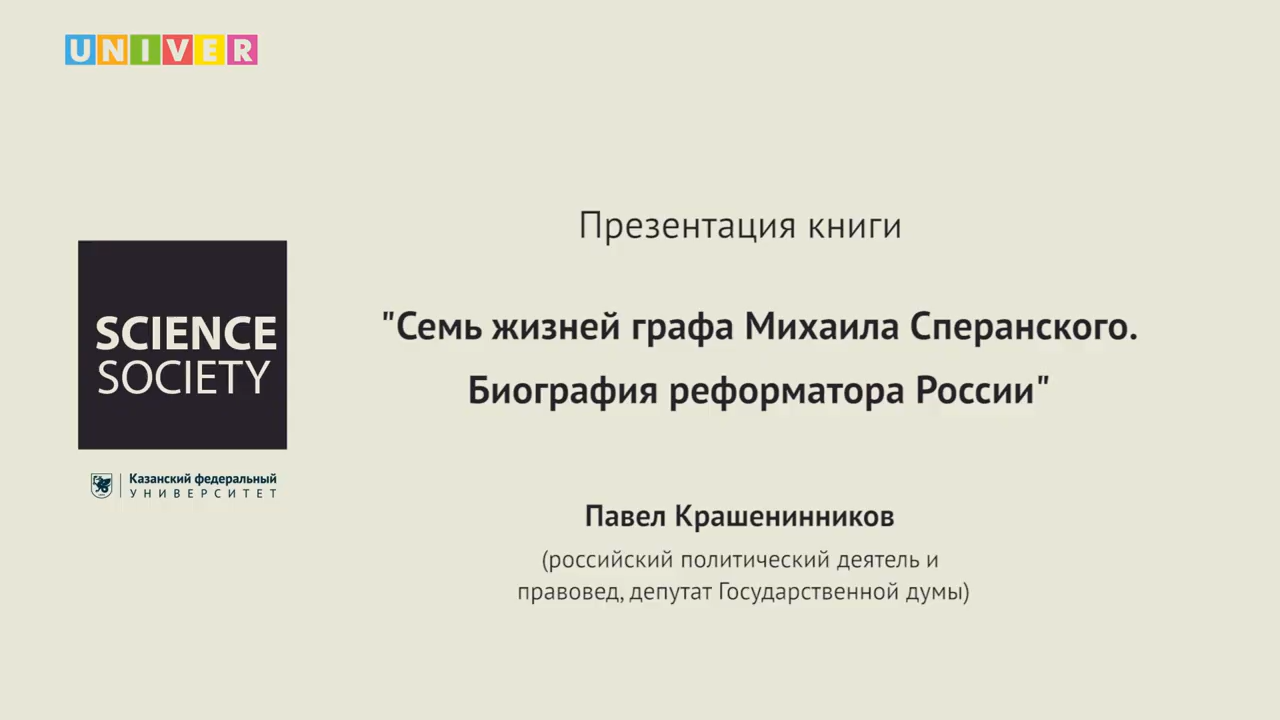 UNIVER
Презентация книги
"Семь жизней графа Михаила Сперанского.
Биография реформатора России"
SCIENCE
SOCIETY
Казанский федеральный
УНИВЕРСИТЕТ
Павел Крашенинников
(российский политический деятель и
правовед, депутат Государственной думы)